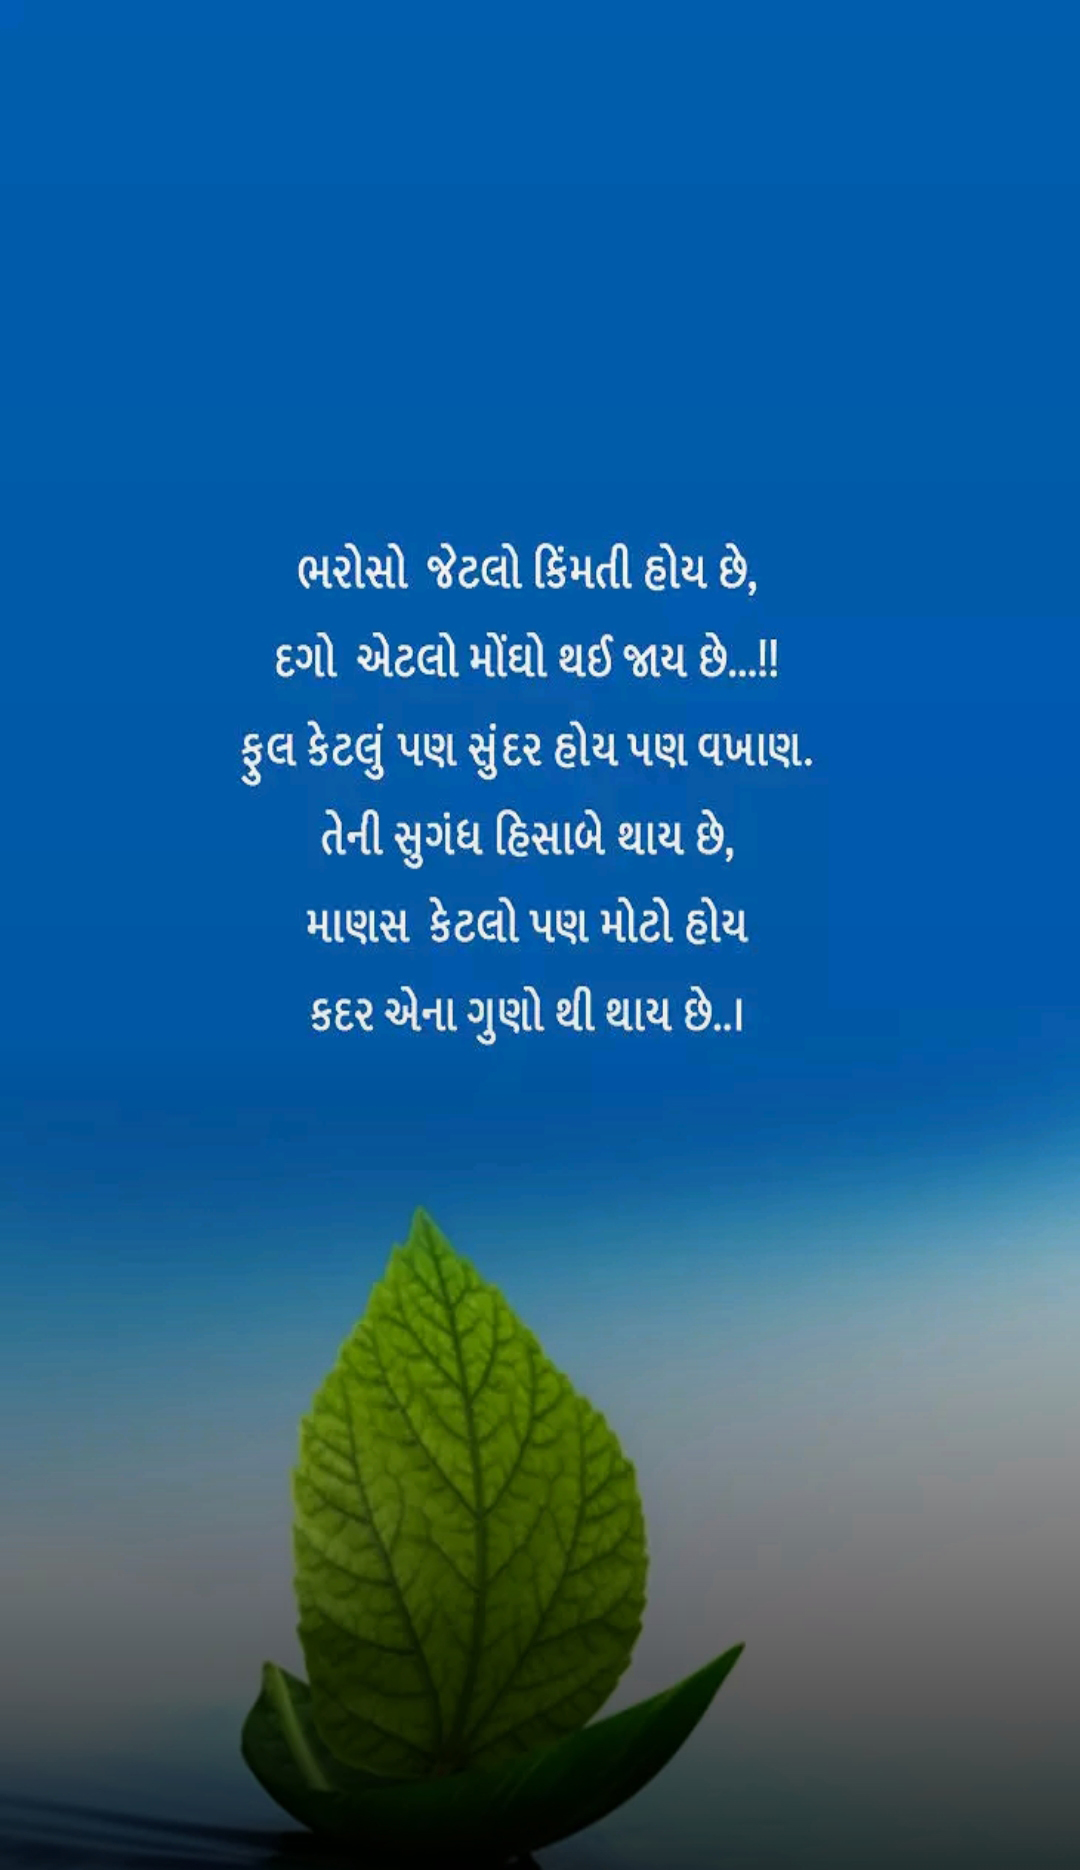 ભરોસો જેટલો કિંમતી હોય છે,
દગો એટલો મોંઘો થઈ જાય છે...!!
ફુલ કેટલું પણ સુંદર હોય પણ વખાણ.
તેની સુગંધ હિસાબે થાય છે,
માણસ કેટલો પણ મોટો હોય
કદર એના ગુણો થી થાય છે..।